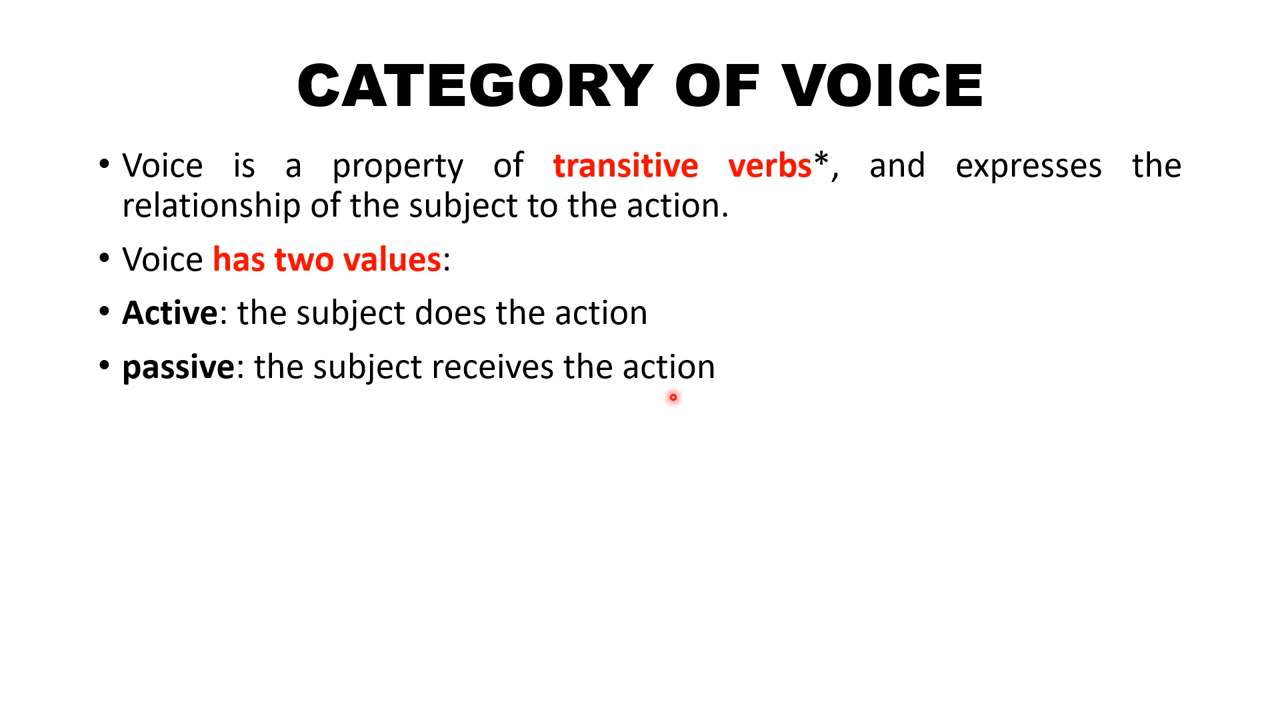 CATEGORY OF VOICE
• Voice is a property of transitive verbs*, and expresses the
relationship of the subject to the action.
• Voice has two values:
• Active: the subject does the action
• passive: the subject receives the action